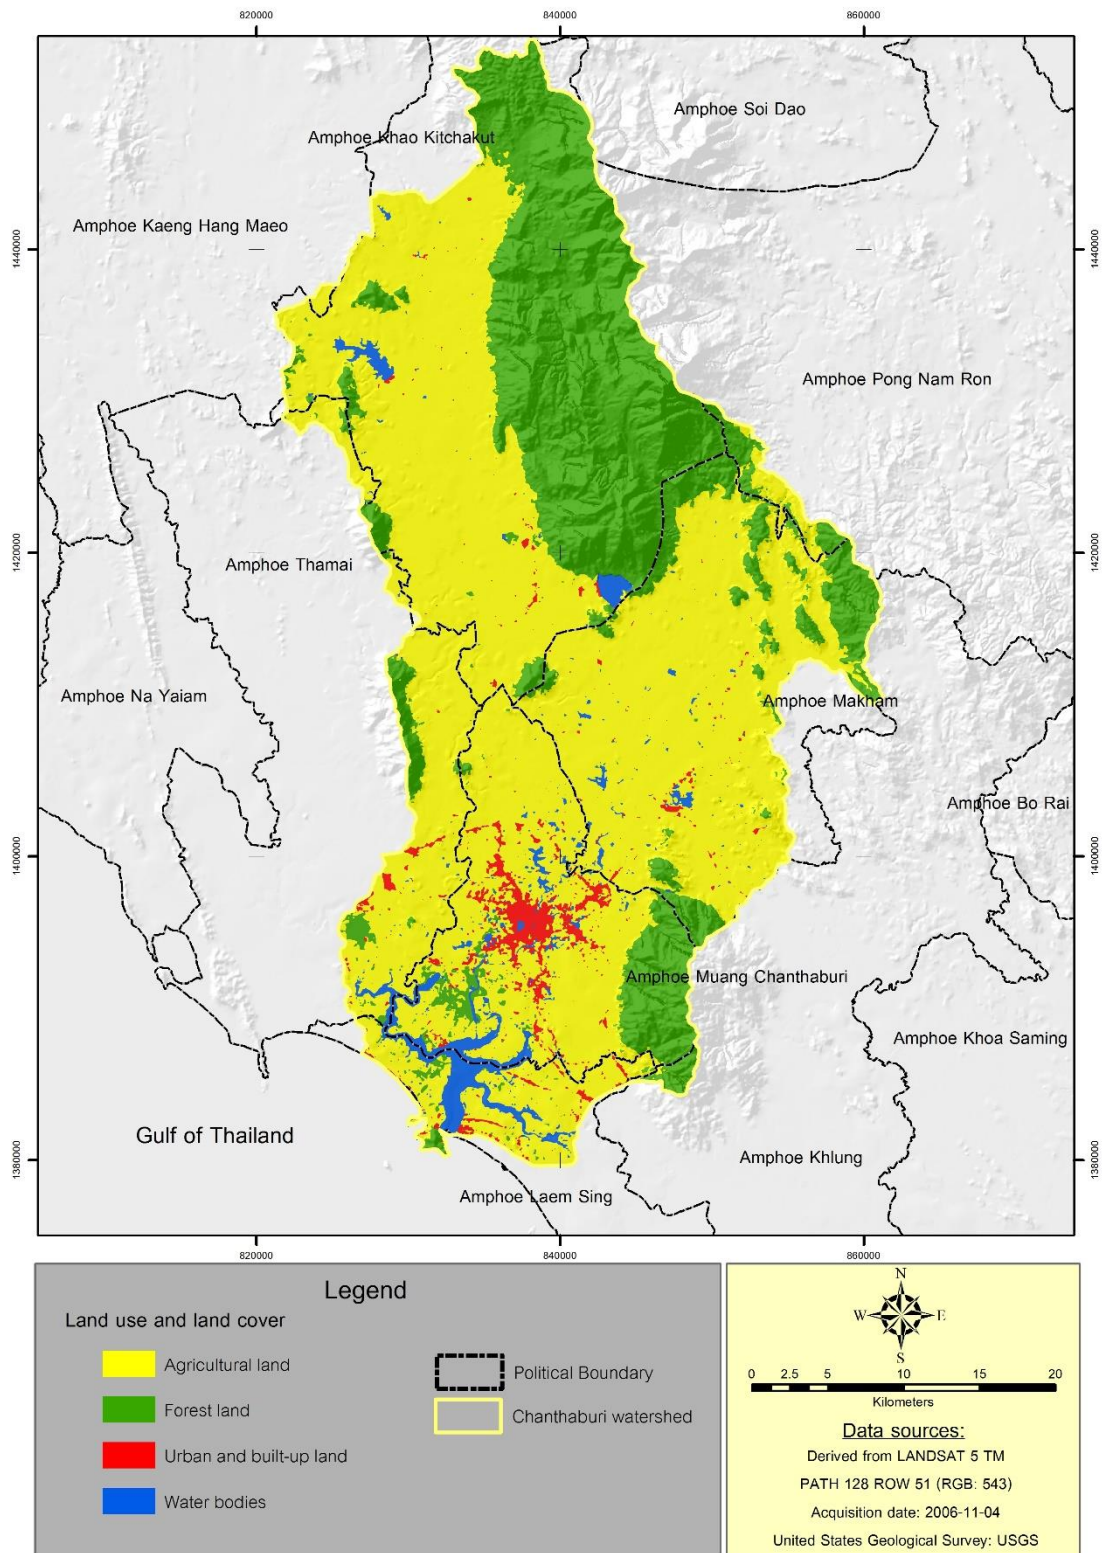 820000
840000
860000
Amphoe Soi Dao
Amphoe Khao Kitchakut
Amphoe Kaeng Hang Maeo
1440000
1440000
Amphoe Pong Nam Ron
1420000
1420000
Amphoe Thamai
Amphoe Na Yaiam
Amphoe Makham
Amphoe Bo Rai
1400000
1400000
Amphoe Muang Chanthaburi
Amphoe Khoa Saming
Gulf of Thailand
1380000
1380000
Amphoe Khlung
Amphoe Laem Sing
820000
840000
860000
Legend
Land use and land cover
Agricultural land
Forest land
Urban and built-up land
Water bodies
Political Boundary
Chanthaburi watershed
N
W
E
S
0 2.5 5 10 15 20
Kilometers
Data sources:
Derived from LANDSAT 5 TM
PATH 128 ROW 51 (RGB: 543)
Acquisition date: 2006-11-04
United States Geological Survey: USGS